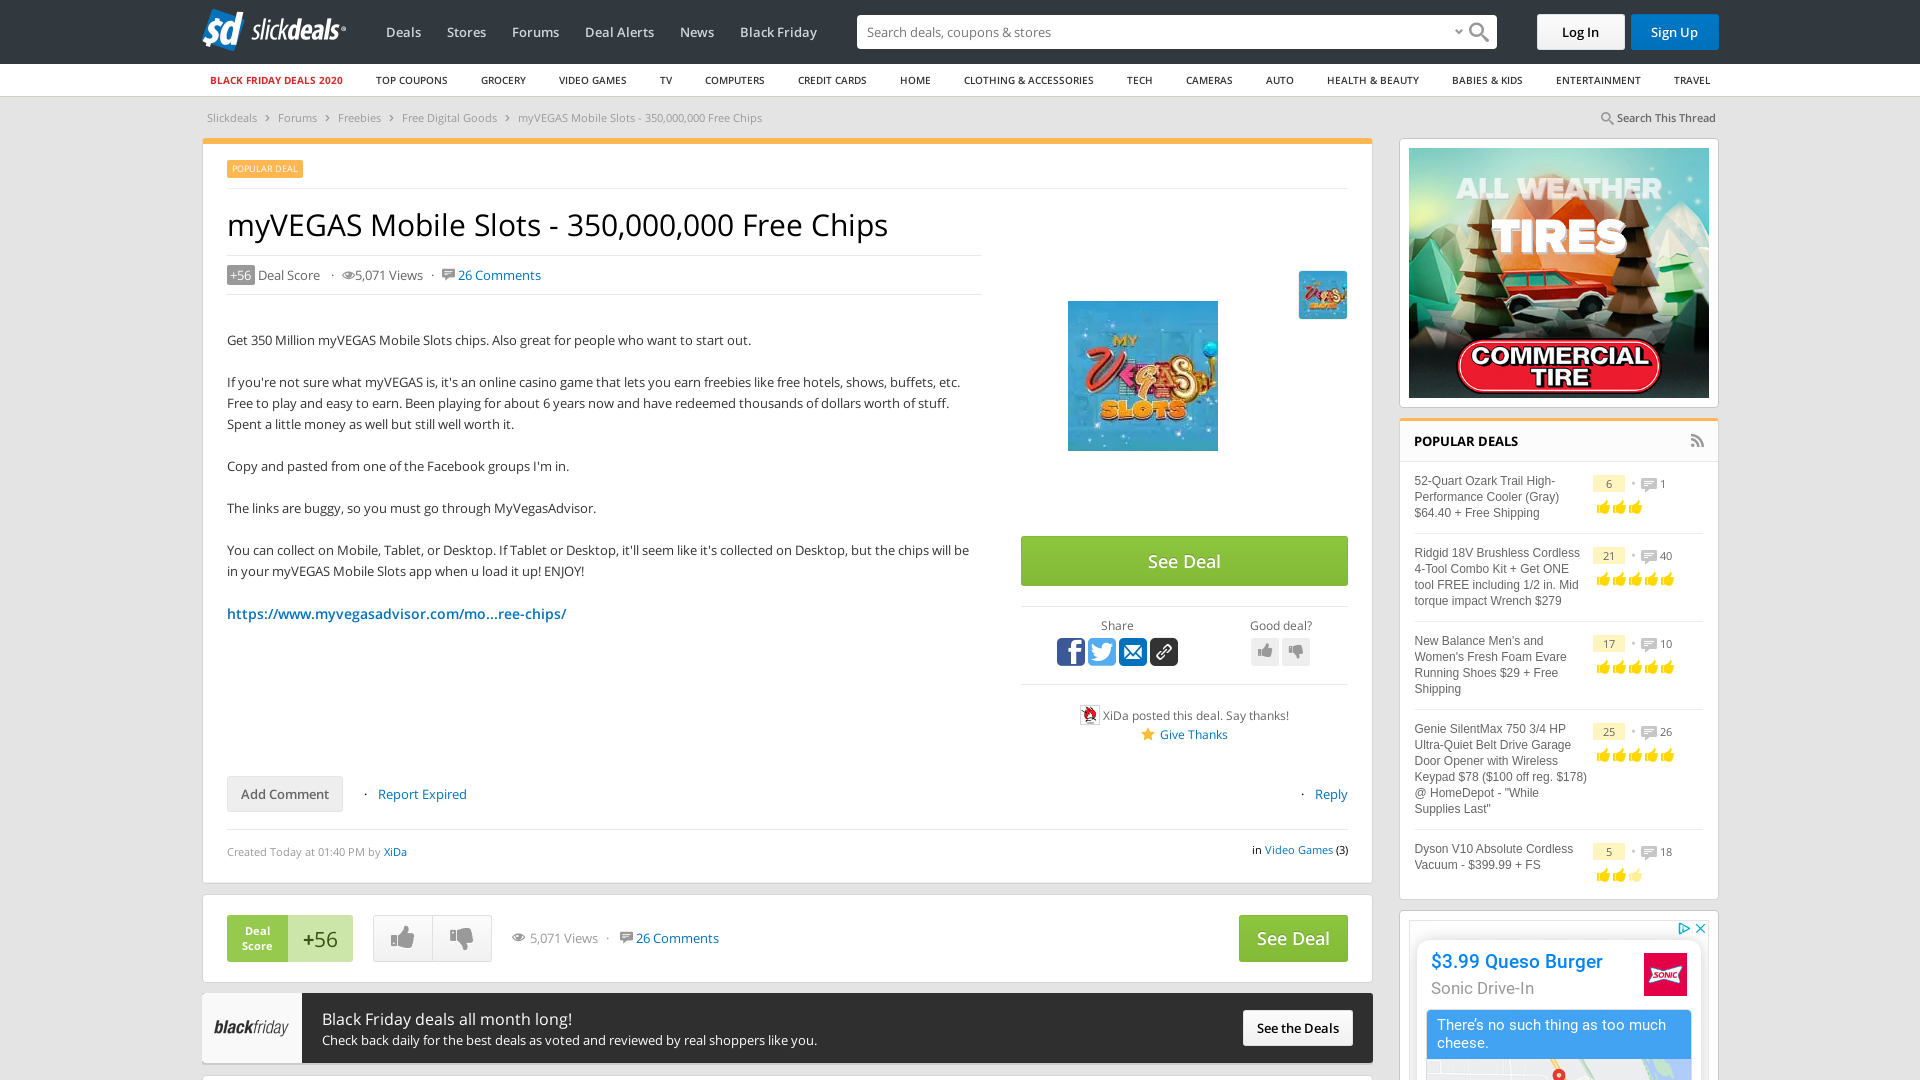 sd slickdeals
Deals
Stores
Forums
Deal Alerts
News
Black Friday
Search deals, coupons & stores
Log In
Sign Up
BLACK FRIDAY DEALS 2020
TOP COUPONS
GROCERY
VIDEO GAMES
TV
COMPUTERS
CREDIT CARDS
HOME
CLOTHING & ACCESSORIES
TECH
CAMERAS
AUTO
HEALTH & BEAUTY
BABIES & KIDS
ENTERTAINMENT
TRAVEL
Slickdeals › Forums › Freebies › Free Digital Goods › myVEGAS Mobile Slots - 350,000,000 Free Chips
Search This Thread
POPULAR DEAL
myVEGAS Mobile Slots - 350,000,000 Free Chips
+56 Deal Score · 5,071 Views · 26 Comments
Get 350 Million myVEGAS Mobile Slots chips. Also great for people who want to start out.
If you're not sure what myVEGAS is, it's an online casino game that lets you earn freebies like free hotels, shows, buffets, etc.
Free to play and easy to earn. Been playing for about 6 years now and have redeemed thousands of dollars worth of stuff.
Spent a little money as well but still well worth it.
Copy and pasted from one of the Facebook groups I'm in.
The links are buggy, so you must go through MyVegasAdvisor.
You can collect on Mobile, Tablet, or Desktop. If Tablet or Desktop, it'll seem like it's collected on Desktop, but the chips will be
in your myVEGAS Mobile Slots app when u load it up! ENJOY!
https://www.myvegasadvisor.com/mo...ree-chips/
MY
VEGAS
SLOTS
See Deal
Share
Good deal?
XiDa posted this deal. Say thanks!
Give Thanks
Add Comment · Report Expired
· Reply
Created Today at 01:40 PM by XiDa
in Video Games (3)
Deal
Score
+56
5,071 Views · 26 Comments
See Deal
blackfriday
Black Friday deals all month long!
Check back daily for the best deals as voted and reviewed by real shoppers like you.
See the Deals
ALL WEATHER
TIRES
COMMERCIAL
TIRE
POPULAR DEALS
52-Quart Ozark Trail High-
Performance Cooler (Gray)
$64.40 + Free Shipping
6 • 1
Ridgid 18V Brushless Cordless
4-Tool Combo Kit + Get ONE
tool FREE including 1/2 in. Mid
torque impact Wrench $279
21 • 40
New Balance Men's and
Women's Fresh Foam Evare
Running Shoes $29 + Free
Shipping
17 • 10
Genie SilentMax 750 3/4 HP
Ultra-Quiet Belt Drive Garage
Door Opener with Wireless
Keypad $78 ($100 off reg. $178)
@ HomeDepot - "While
Supplies Last"
25 • 26
Dyson V10 Absolute Cordless
Vacuum - $399.99 + FS
5 • 18
$3.99 Queso Burger
Sonic Drive-In
SONIC
There's no such thing as too much
cheese.